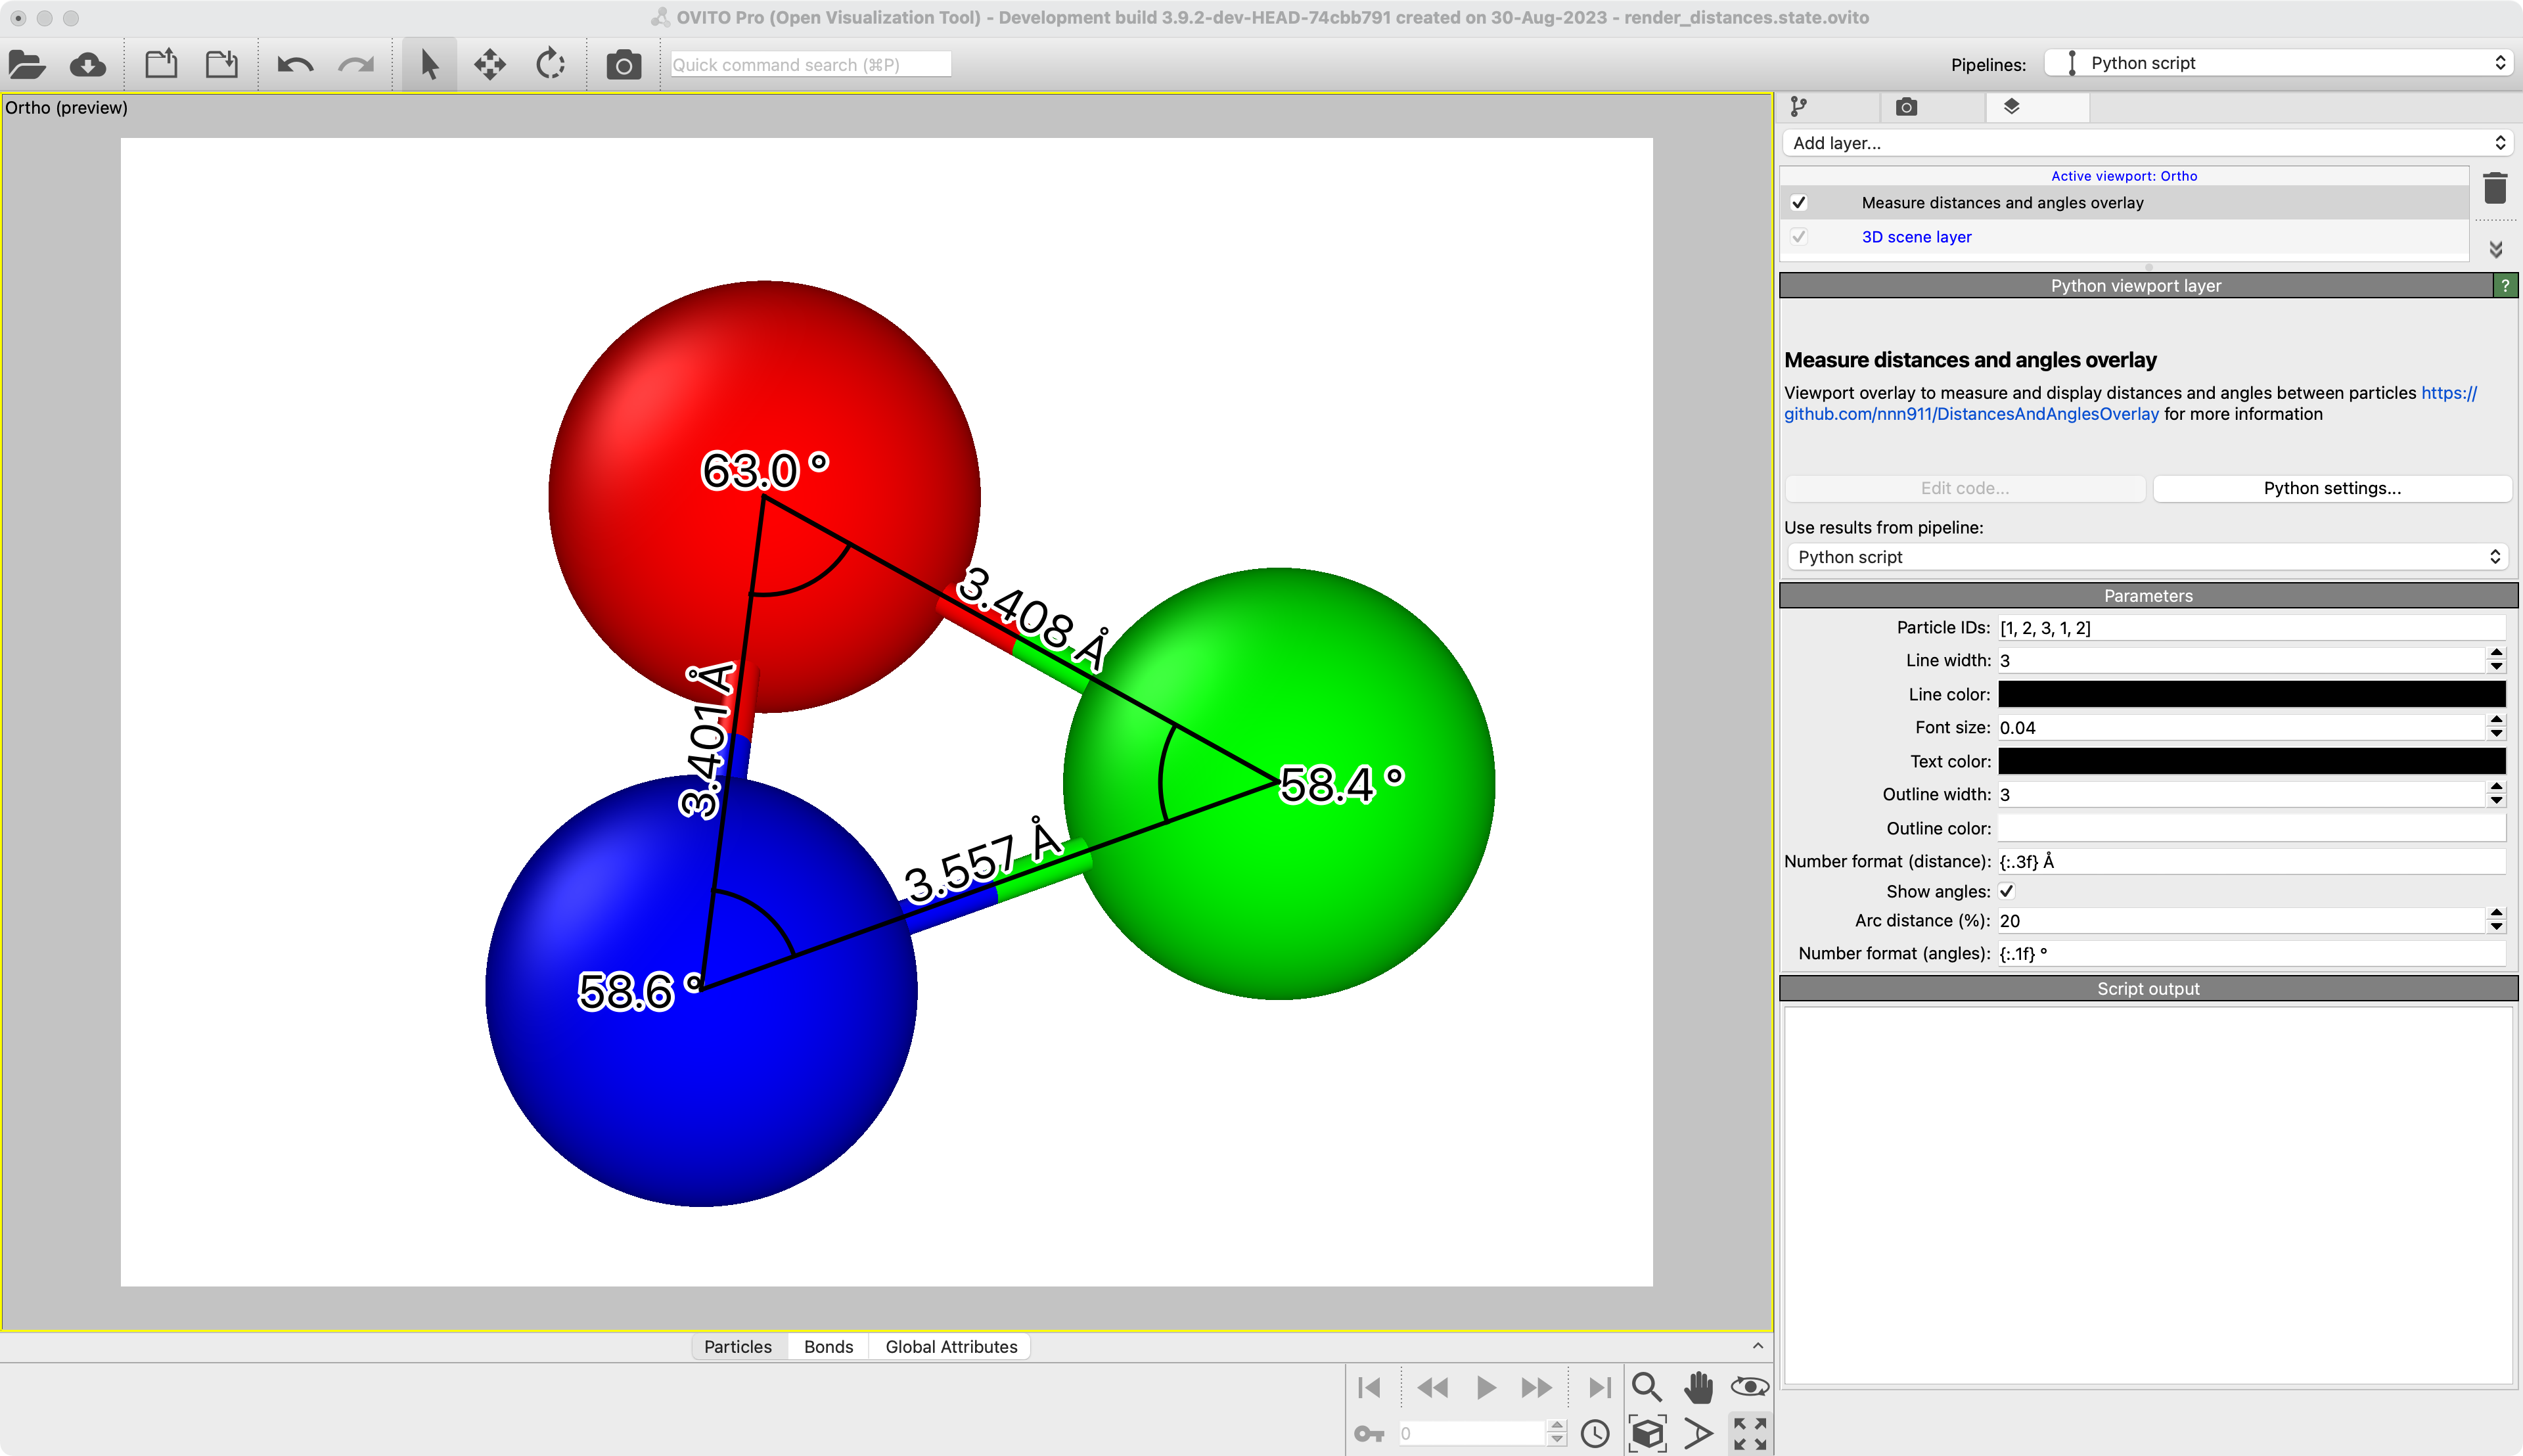 OVITO Pro (Open Visualization Tool) - Development build 3.9.2-dev-HEAD-74cbb791 created on 30-Aug-2023 - render_distances.state.ovito
Quick command search (⌘P)
Pipelines:
Python script
Ortho (preview)
63.0 °
3.408 Å
3.401 Å
58.4 °
3.557 Å
58.6 °
Add layer...
Active viewport: Ortho
Measure distances and angles overlay
3D scene layer
Python viewport layer
?
Measure distances and angles overlay
Viewport overlay to measure and display distances and angles between particles https://
github.com/nnn911/DistancesAndAnglesOverlay for more information
Edit code...
Python settings...
Use results from pipeline:
Python script
Parameters
Particle IDs: [1, 2, 3, 1, 2]
Line width: 3
Line color:
Font size: 0.04
Text color:
Outline width: 3
Outline color:
Number format (distance): {:.3f} Å
Show angles:
Arc distance (%): 20
Number format (angles): {:.1f} °
Script output
Particles
Bonds
Global Attributes
0